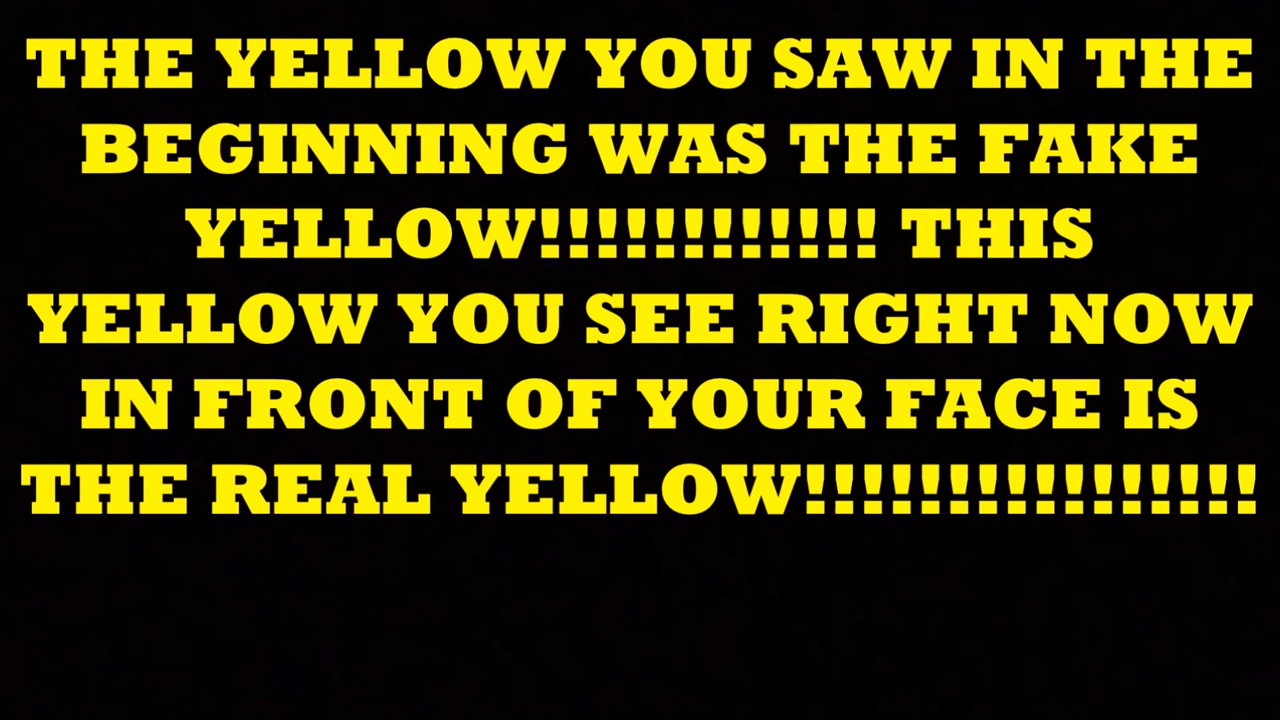 THE YELLOW YOU SAW IN THE
BEGINNING WAS THE FAKE
YELLOW!!!!!!!!!!!! THIS
YELLOW YOU SEE RIGHT NOW
IN FRONT OF YOUR FACE IS
THE REAL YELLOW!!!!!!!!!!!!!!!!